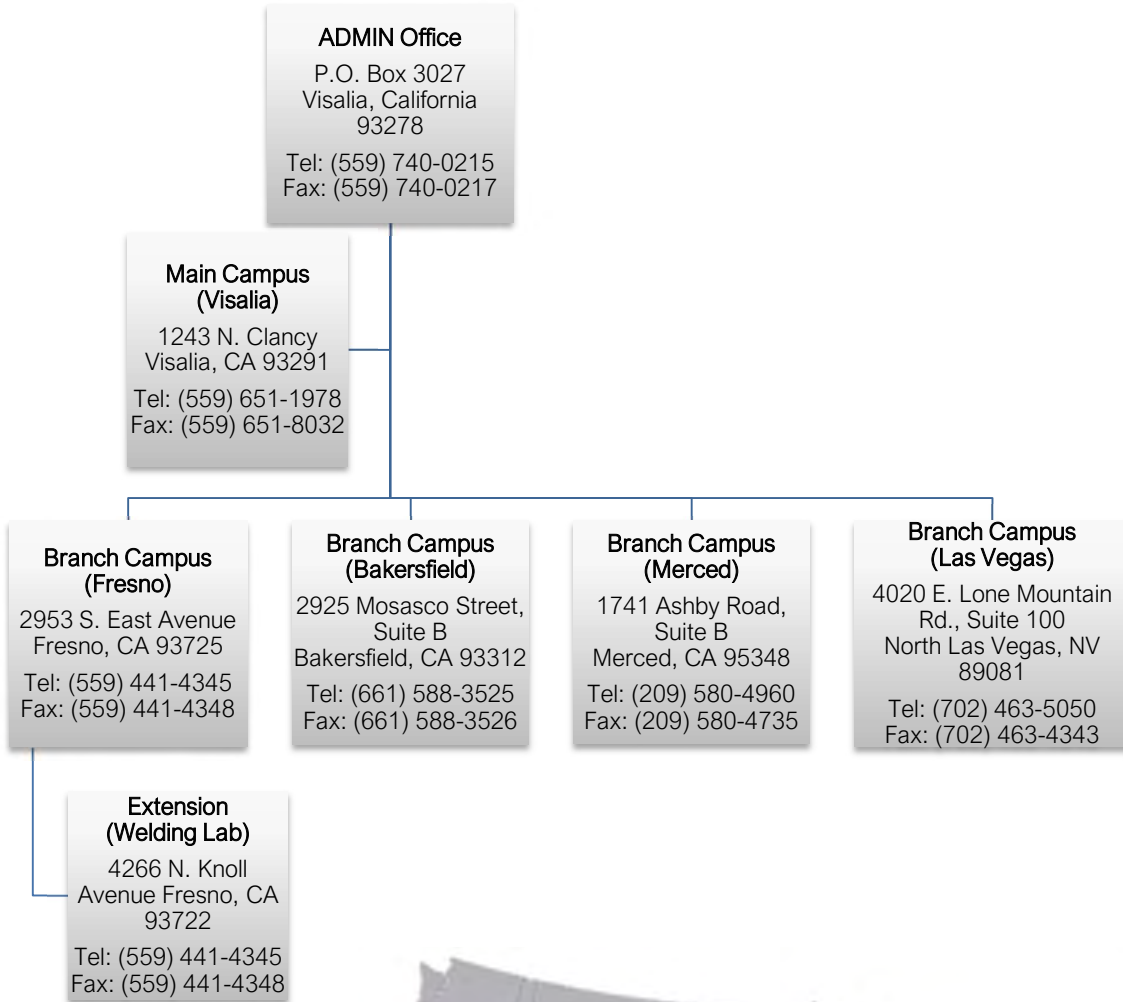 ADMIN Office
P.O. Box 3027
Visalia, California
93278
Tel: (559) 740-0215
Fax: (559) 740-0217
Main Campus
(Visalia)
1243 N. Clancy
Visalia, CA 93291
Tel: (559) 651-1978
Fax: (559) 651-8032
Branch Campus
(Fresno)
2953 S. East Avenue
Fresno, CA 93725
Tel: (559) 441-4345
Fax: (559) 441-4348
Branch Campus
(Bakersfield)
2925 Mosasco Street,
Suite B
Bakersfield, CA 93312
Tel: (661) 588-3525
Fax: (661) 588-3526
Branch Campus
(Merced)
1741 Ashby Road,
Suite B
Merced, CA 95348
Tel: (209) 580-4960
Fax: (209) 580-4735
Branch Campus
(Las Vegas)
4020 E. Lone Mountain
Rd., Suite 100
North Las Vegas, NV
89081
Tel: (702) 463-5050
Fax: (702) 463-4343
Extension
(Welding Lab)
4266 N. Knoll
Avenue Fresno, CA
93722
Tel: (559) 441-4345
Fax: (559) 441-4348